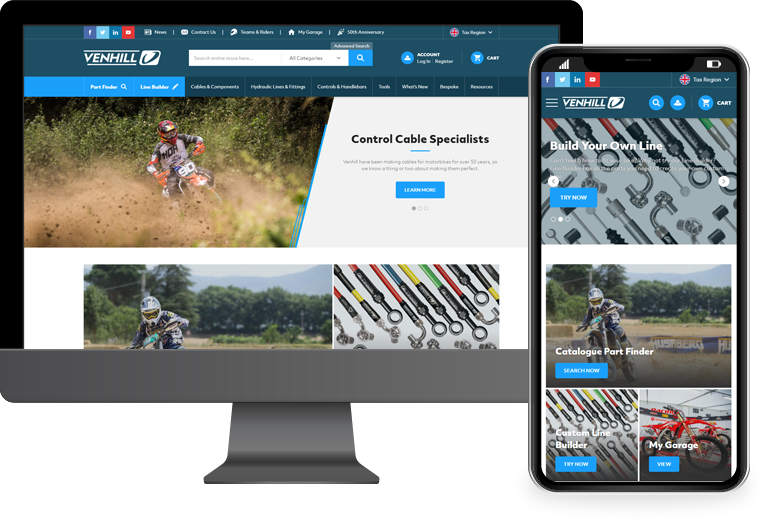 News | Contact Us | Teams & Riders | My Garage | 50th Anniversary
Tax Region
VENHILL
Search entire store here...
All Categories
Advanced Search
ACCOUNT
Log In | Register
CART
Part Finder
Line Builder
Cables & Components
Hydraulic Lines & Fittings
Controls & Handlebars
Tools
What's New
Bespoke
Resources
Control Cable Specialists
Venhill have been making cables for motorbikes for over 50 years, so
we know a thing or two about making them perfect.
LEARN MORE
Tax Region
VENHILL
CART
Build Your Own Line
TRY NOW
Catalogue Part Finder
SEARCH NOW
Custom Line
Builder
TRY NOW
My Garage
VIEW